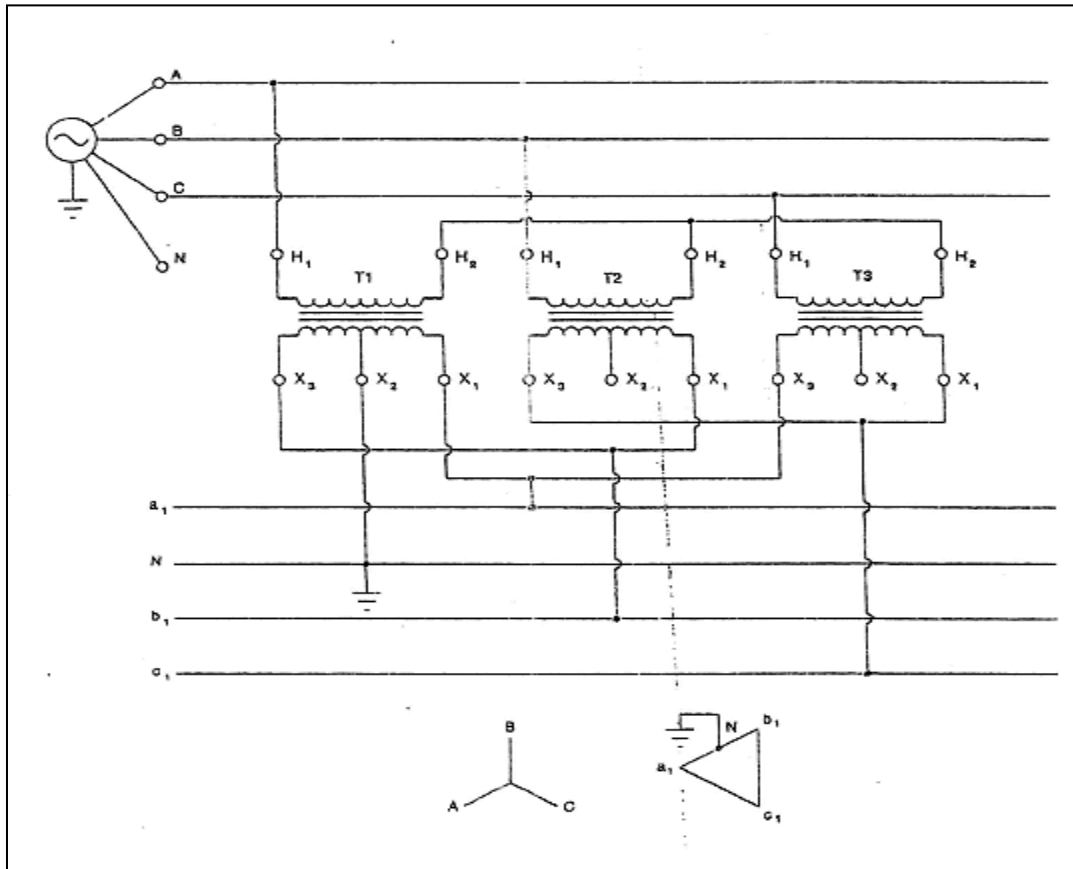 A
B
C
N
H₁ H₂ H₁ H₂ H₁ H₂
T1 T2 T3
X₃ X₂ X₁ X₃ X₂ X₁ X₃ X₂ X₁
a₁
N
b₁
c₁
B
A C
N b₁
a₁
c₁